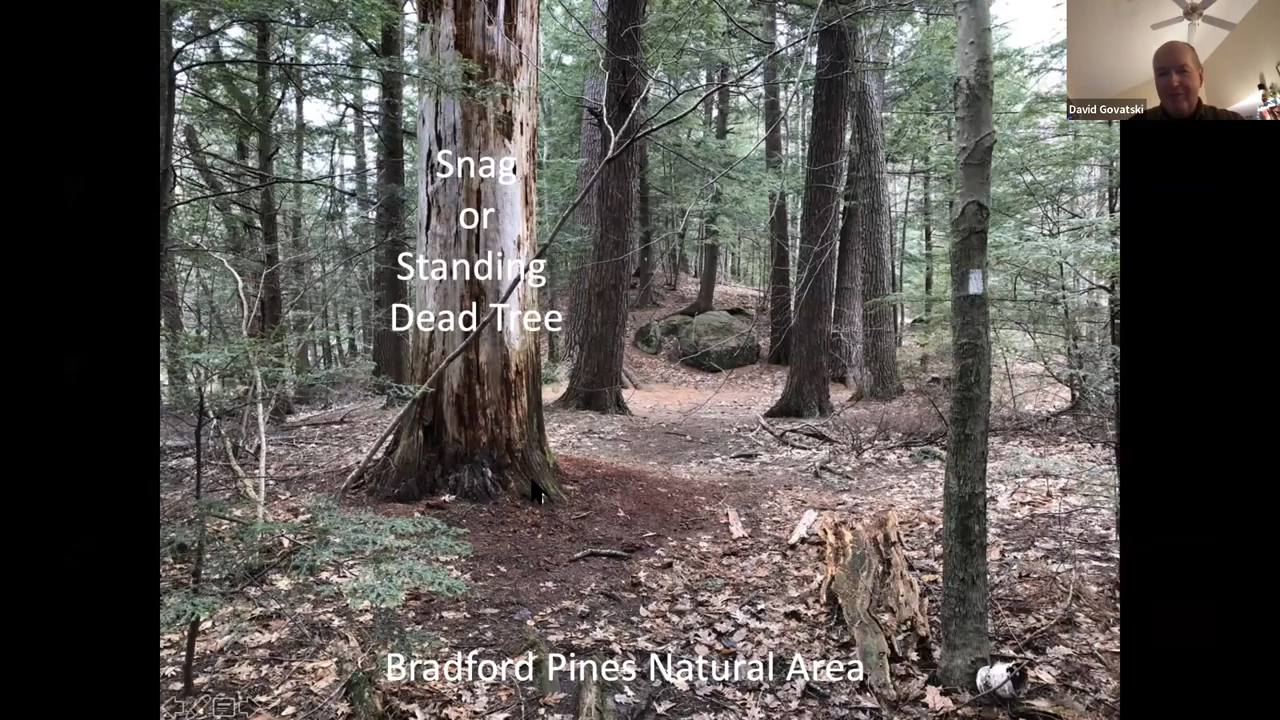 David Govatski
Snag
or
Standing
Dead Tree
Bradford Pines Natural Area